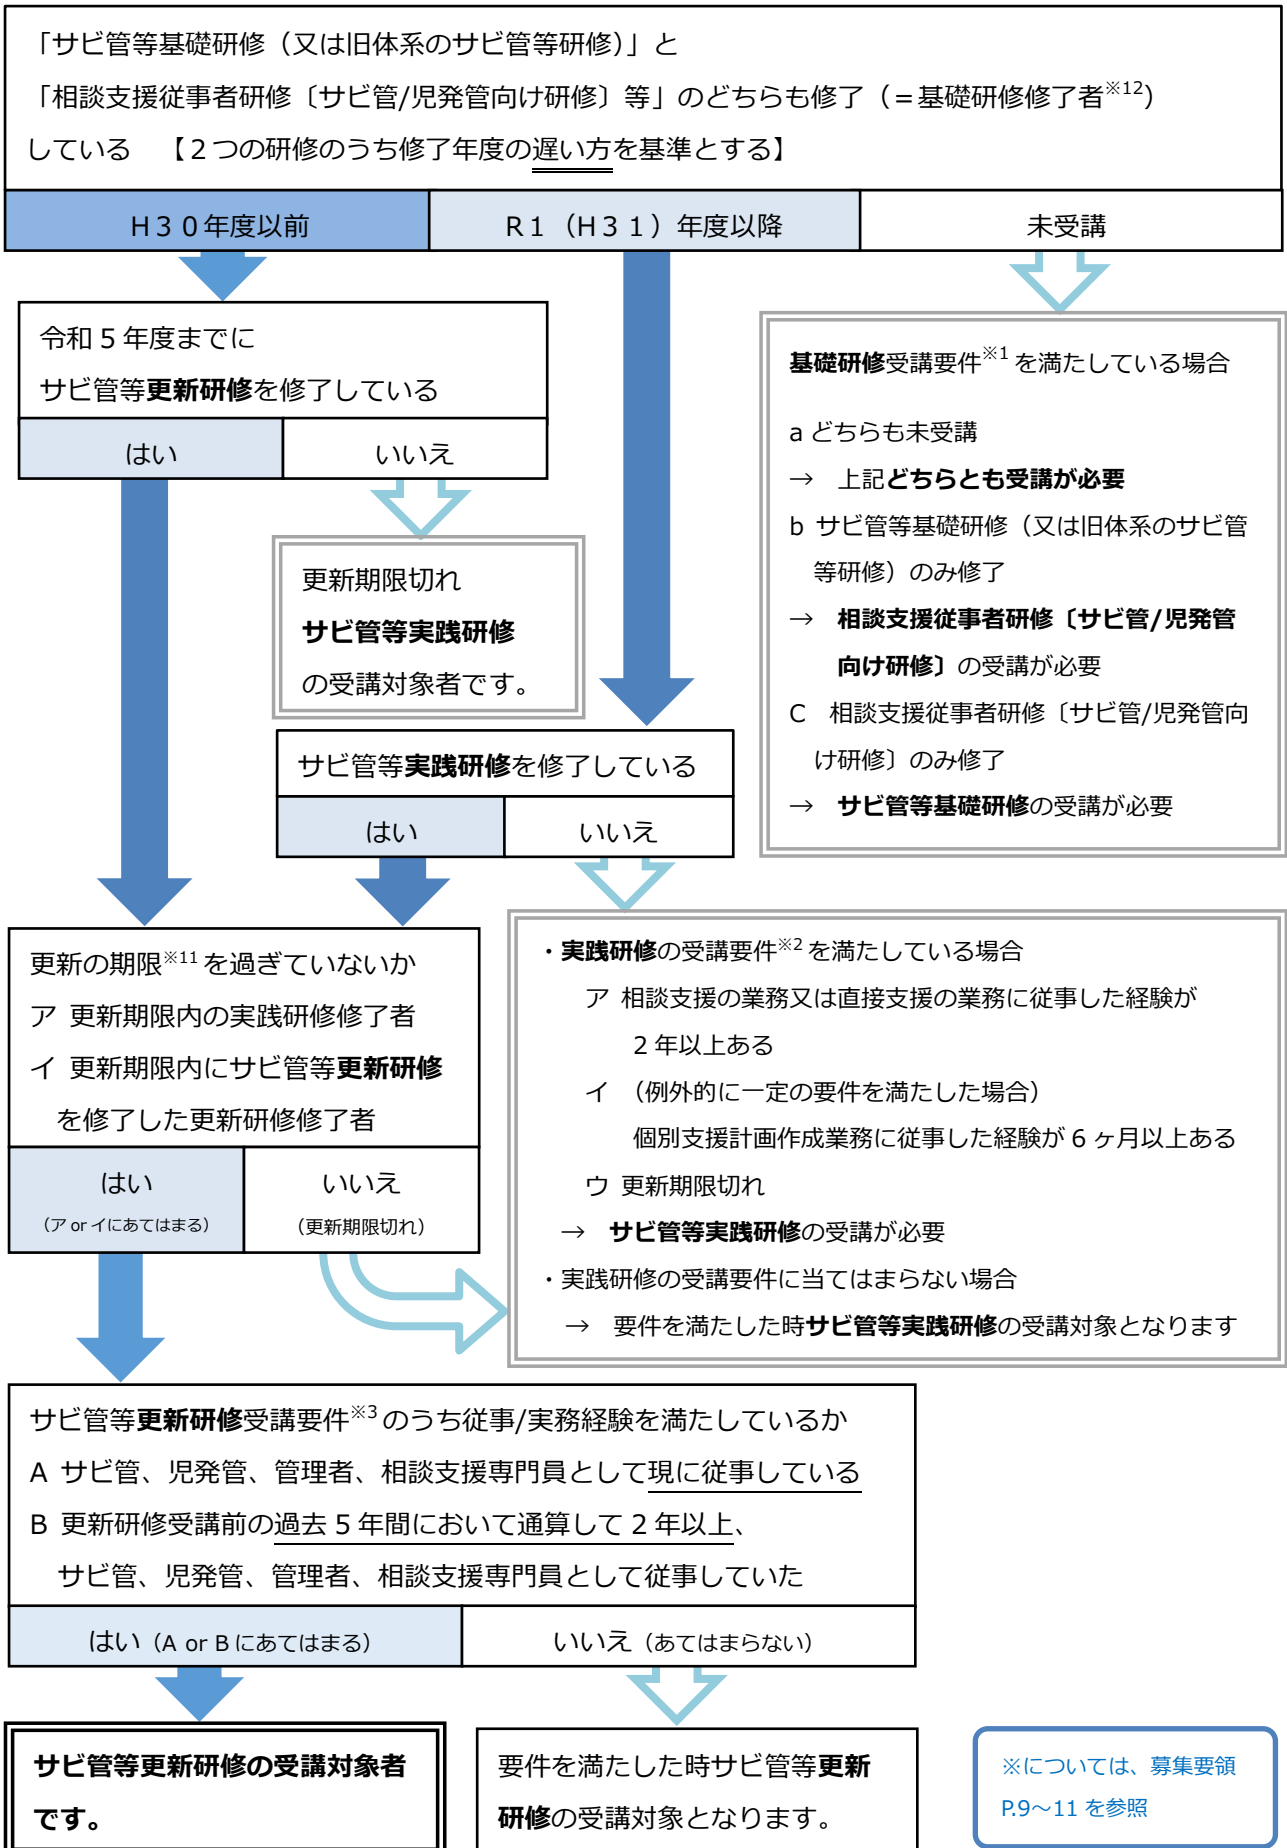 「サビ管等基礎研修（又は旧体系のサビ管等研修）」と
「相談支援従事者研修〔サビ管/児発管向け研修〕等」のどちらも修了（＝基礎研修修了者※12）
している　【２つの研修のうち修了年度の遅い方を基準とする】
Ｈ３０年度以前
Ｒ１（Ｈ３１）年度以降
未受講
令和５年度までに
サビ管等更新研修を修了している
はい
いいえ
更新期限切れ
サビ管等実践研修
の受講対象者です。
基礎研修受講要件※1を満たしている場合
a どちらも未受講
→　上記どちらとも受講が必要
b サビ管等基礎研修（又は旧体系のサビ管
等研修）のみ修了
→　相談支援従事者研修〔サビ管/児発管
向け研修〕の受講が必要
C　相談支援従事者研修〔サビ管/児発管向
け研修〕のみ修了
→　サビ管等基礎研修の受講が必要
サビ管等実践研修を修了している
はい
いいえ
更新の期限※11を過ぎていないか
ア 更新期限内の実践研修修了者
イ 更新期限内にサビ管等更新研修
を修了した更新研修修了者
はい
（ア or イにあてはまる）
いいえ
（更新期限切れ）
・実践研修の受講要件※2を満たしている場合
ア 相談支援の業務又は直接支援の業務に従事した経験が
２年以上ある
イ （例外的に一定の要件を満たした場合）
個別支援計画作成業務に従事した経験が６ヶ月以上ある
ウ 更新期限切れ
→　サビ管等実践研修の受講が必要
・実践研修の受講要件に当てはまらない場合
→　要件を満たした時サビ管等実践研修の受講対象となります
サビ管等更新研修受講要件※3のうち従事/実務経験を満たしているか
A サビ管、児発管、管理者、相談支援専門員として現に従事している
B 更新研修受講前の過去５年間において通算して２年以上、
サビ管、児発管、管理者、相談支援専門員として従事していた
はい（A or B にあてはまる）
いいえ（あてはまらない）
サビ管等更新研修の受講対象者
です。
要件を満たした時サビ管等更新
研修の受講対象となります。
※については、募集要領
P.9～11 を参照